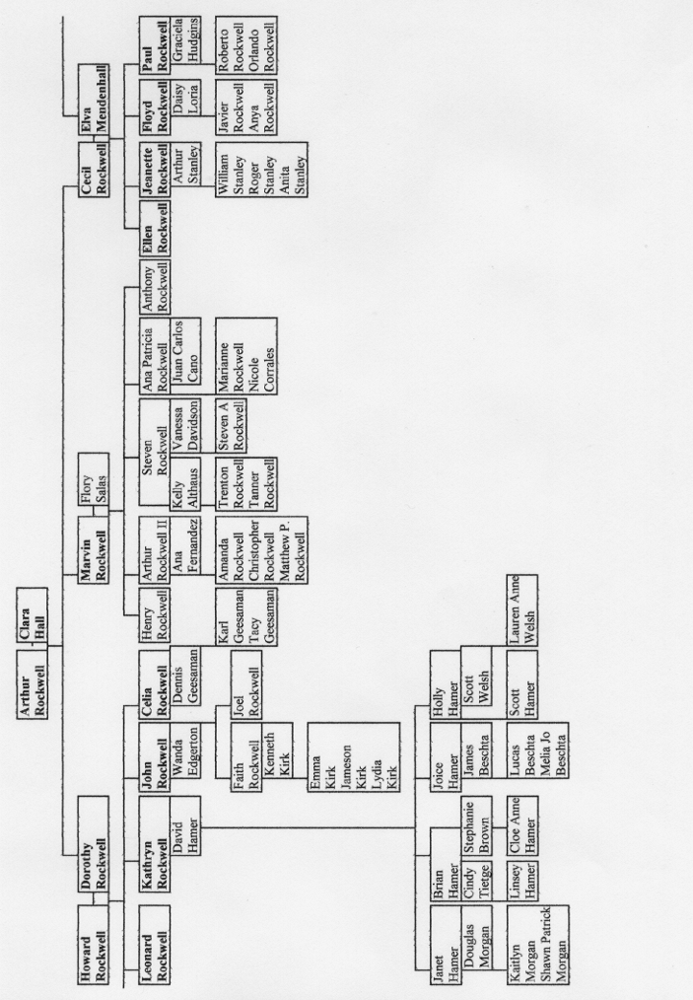 Arthur
Rockwell
Clara
Hall
Howard
Rockwell
Dorothy
Rockwell
Marvin
Rockwell
Flory
Salas
Cecil
Rockwell
Elva
Mendenhall
Leonard
Rockwell
Kathryn
Rockwell
David
Hamer
John
Rockwell
Wanda
Edgerton
Celia
Rockwell
Dennis
Geesaman
Henry
Rockwell
Arthur
Rockwell II
Ana
Fernandez
Steven
Rockwell
Kelly
Althaus
Vanessa
Davidson
Ana Patricia
Rockwell
Juan Carlos
Cano
Anthony
Rockwell
Ellen
Rockwell
Jeanette
Rockwell
Arthur
Stanley
Floyd
Rockwell
Daisy
Loria
Paul
Rockwell
Graciela
Hudgins
Faith
Rockwell
Kenneth
Kirk
Joel
Rockwell
Karl
Geesaman
Tacy
Geesaman
Amanda
Rockwell
Christopher
Rockwell
Matthew P.
Rockwell
Trenton
Rockwell
Tanner
Rockwell
Steven A
Rockwell
Marianne
Rockwell
Nicole
Corrales
William
Stanley
Roger
Stanley
Anita
Stanley
Javier
Rockwell
Anya
Rockwell
Roberto
Rockwell
Orlando
Rockwell
Emma
Kirk
Jameson
Kirk
Lydia
Kirk
Janet
Hamer
Douglas
Morgan
Brian
Hamer
Cindy
Tietge
Stephanie
Brown
Joice
Hamer
James
Beschta
Holly
Hamer
Scott
Welsh
Kaitlyn
Morgan
Shawn Patrick
Morgan
Linsey
Hamer
Cloe Anne
Hamer
Lucas
Beschta
Melia Jo
Beschta
Scott
Hamer
Lauren Anne
Welsh